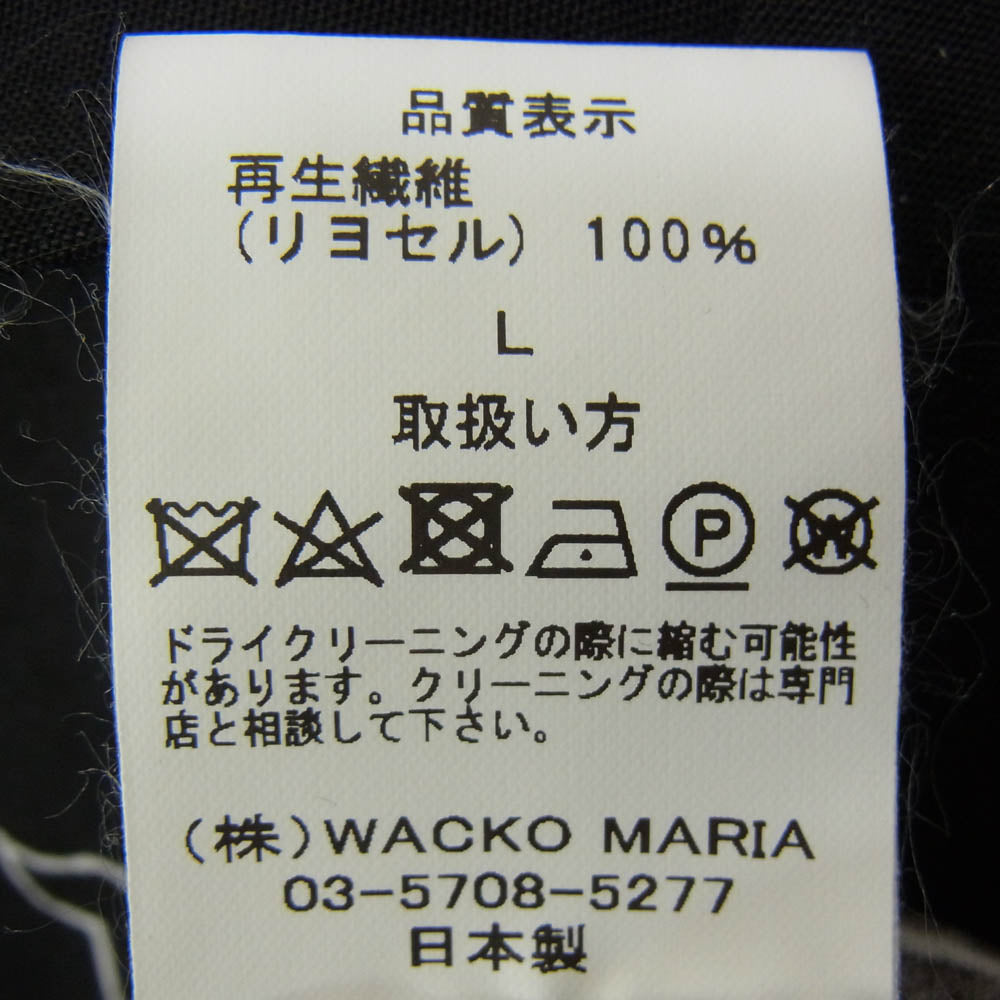 品質表示
再生繊維
(リヨセル) 100%
L
取扱い方
P
W
ドライクリーニングの際に縮む可能性
があります。クリーニングの際は専門
店と相談して下さい。
(株)WACKO MARIA
03-5708-5277
日本製